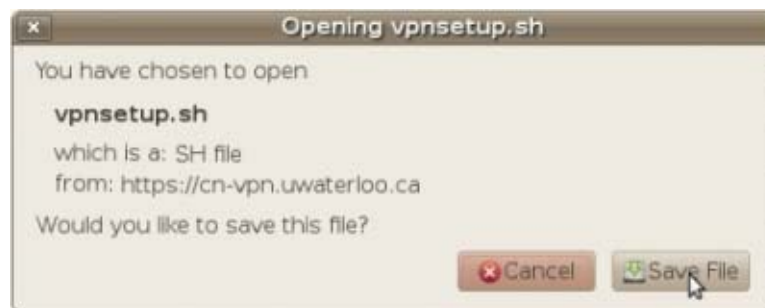 Opening vpnsetup.sh
You have chosen to open
vpnsetup.sh
which is a: SH file
from: https://cn-vpn.uwaterloo.ca
Would you like to save this file?
Cancel Save File